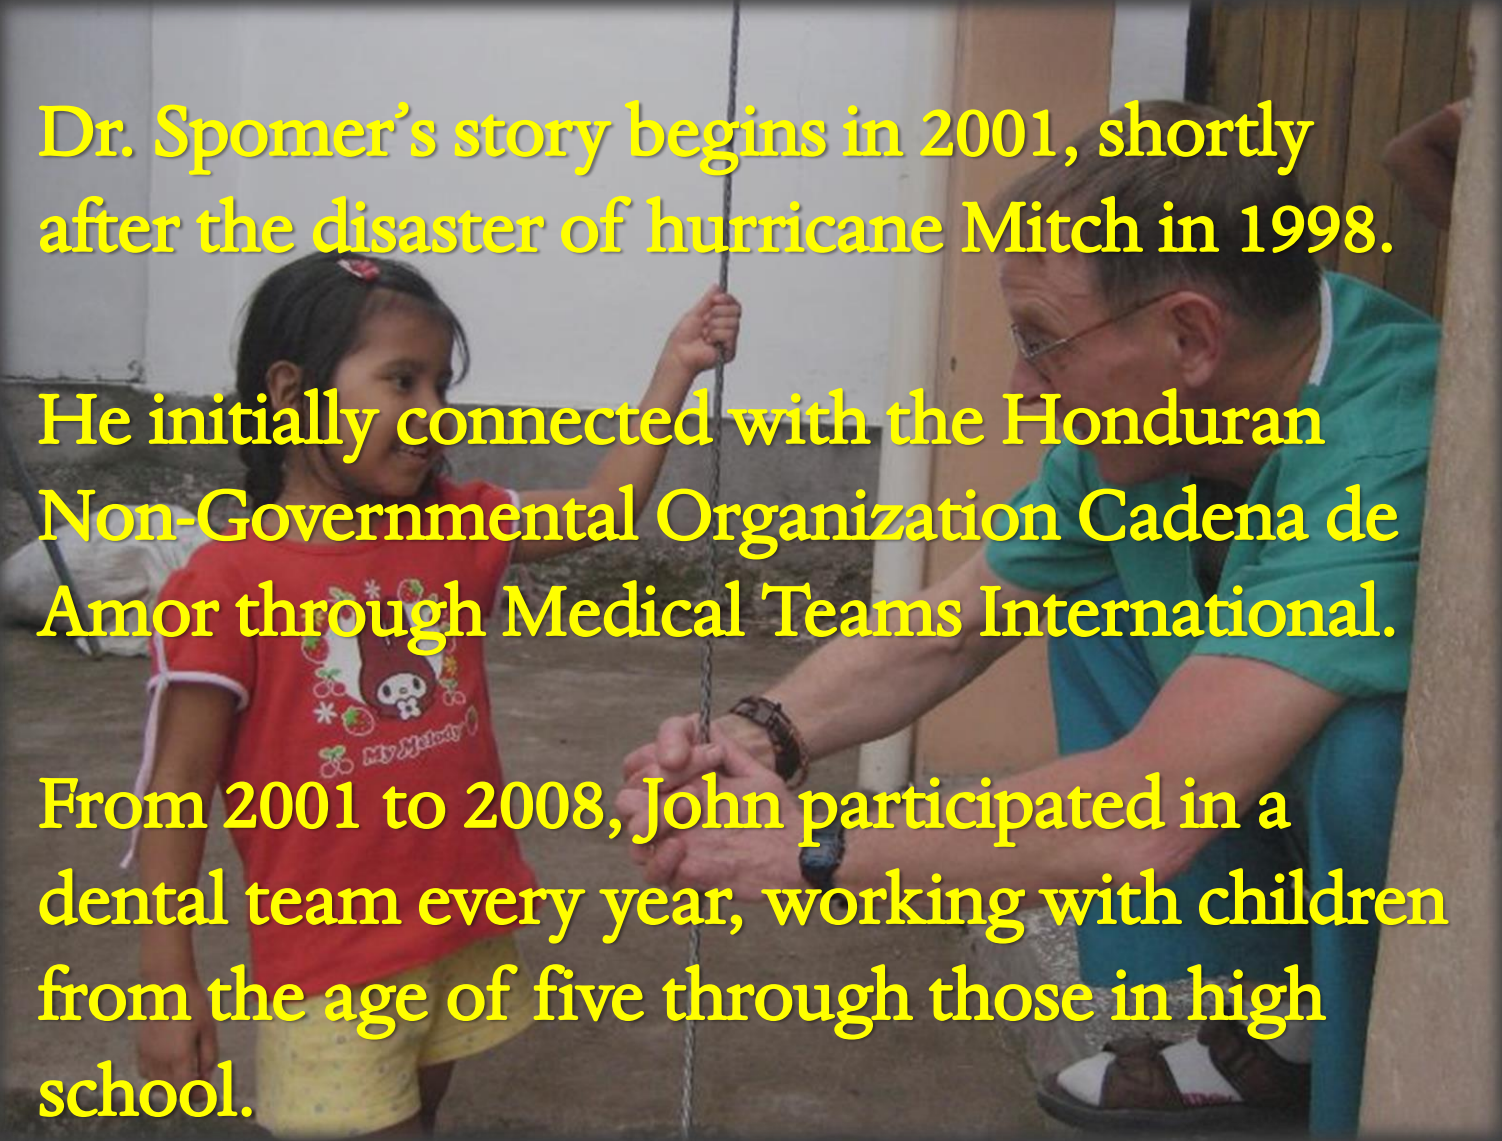 Dr. Spomer’s story begins in 2001, shortly
after the disaster of hurricane Mitch in 1998.
He initially connected with the Honduran
Non-Governmental Organization Cadena de
Amor through Medical Teams International.
My Melody
From 2001 to 2008, John participated in a
dental team every year, working with children
from the age of five through those in high
school.